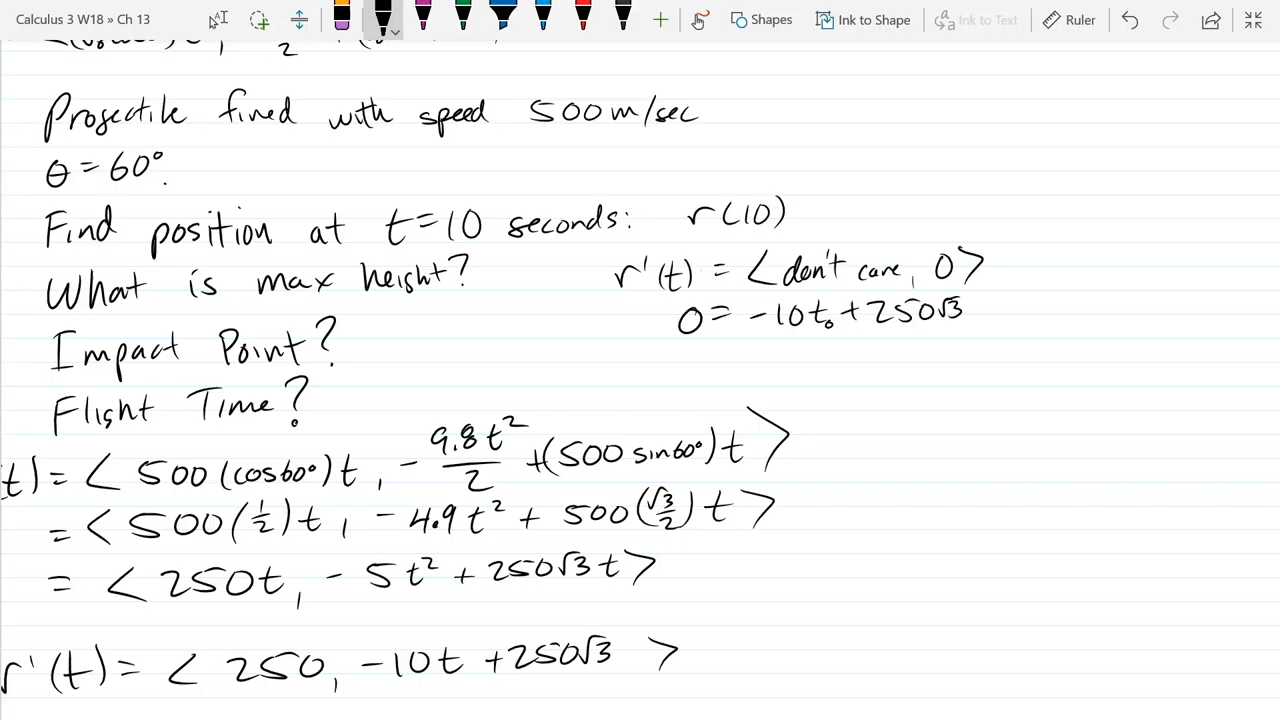 Calculus 3 W18 » Ch 13
Shapes
Ink to Shape
Ink to Text
Ruler
Projectile fired with speed 500 m/sec
θ = 60°.
Find position at t=10 seconds: r(10)
What is max height? r'(t) = < don't care, 0 >
0 = -10t₀ + 250√3
Impact Point?
Flight Time?
t) = < 500 (cos60°) t, - 9.8t²/2 + (500 sin60°) t >
= < 500 (1/2) t, - 4.9 t² + 500 (√3/2) t >
= < 250t, - 5t² + 250√3 t >
r'(t) = < 250, -10t + 250√3 >